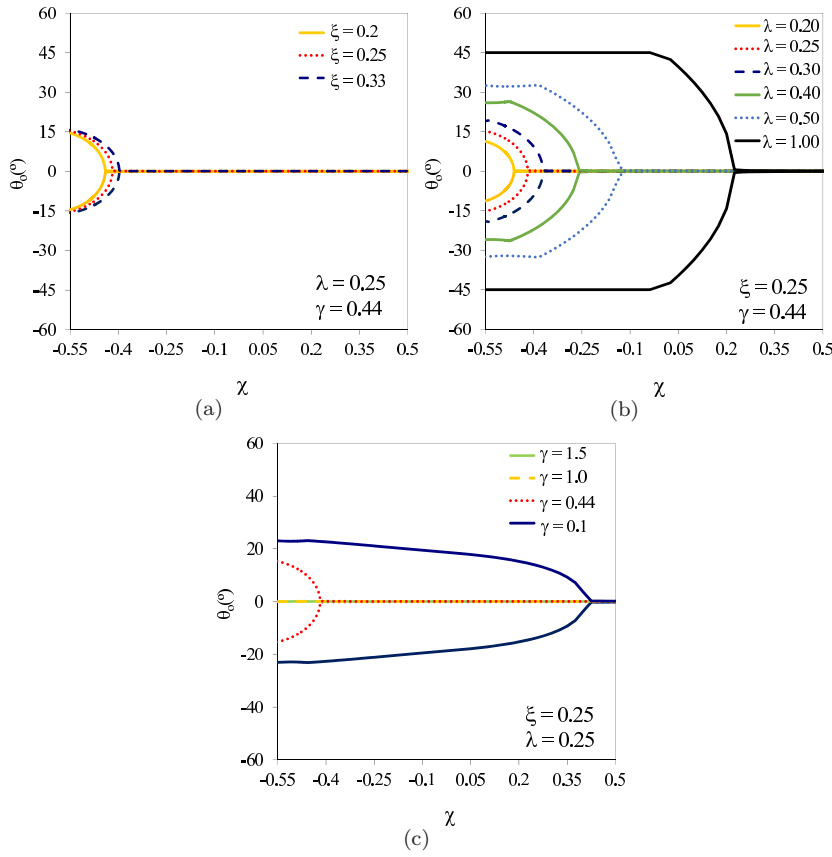 60
45
30
15
0
-15
-30
-45
-60
θo(º)
ξ = 0.2
ξ = 0.25
ξ = 0.33
λ = 0.25
γ = 0.44
-0.55 -0.4 -0.25 -0.1 0.05 0.2 0.35 0.5
χ
(a)
60
45
30
15
0
-15
-30
-45
-60
θo(º)
λ = 0.20
λ = 0.25
λ = 0.30
λ = 0.40
λ = 0.50
λ = 1.00
ξ = 0.25
γ = 0.44
-0.55 -0.4 -0.25 -0.1 0.05 0.2 0.35 0.5
χ
(b)
60
40
20
0
-20
-40
-60
θo(º)
γ = 1.5
γ = 1.0
γ = 0.44
γ = 0.1
ξ = 0.25
λ = 0.25
-0.55 -0.4 -0.25 -0.1 0.05 0.2 0.35 0.5
χ
(c)